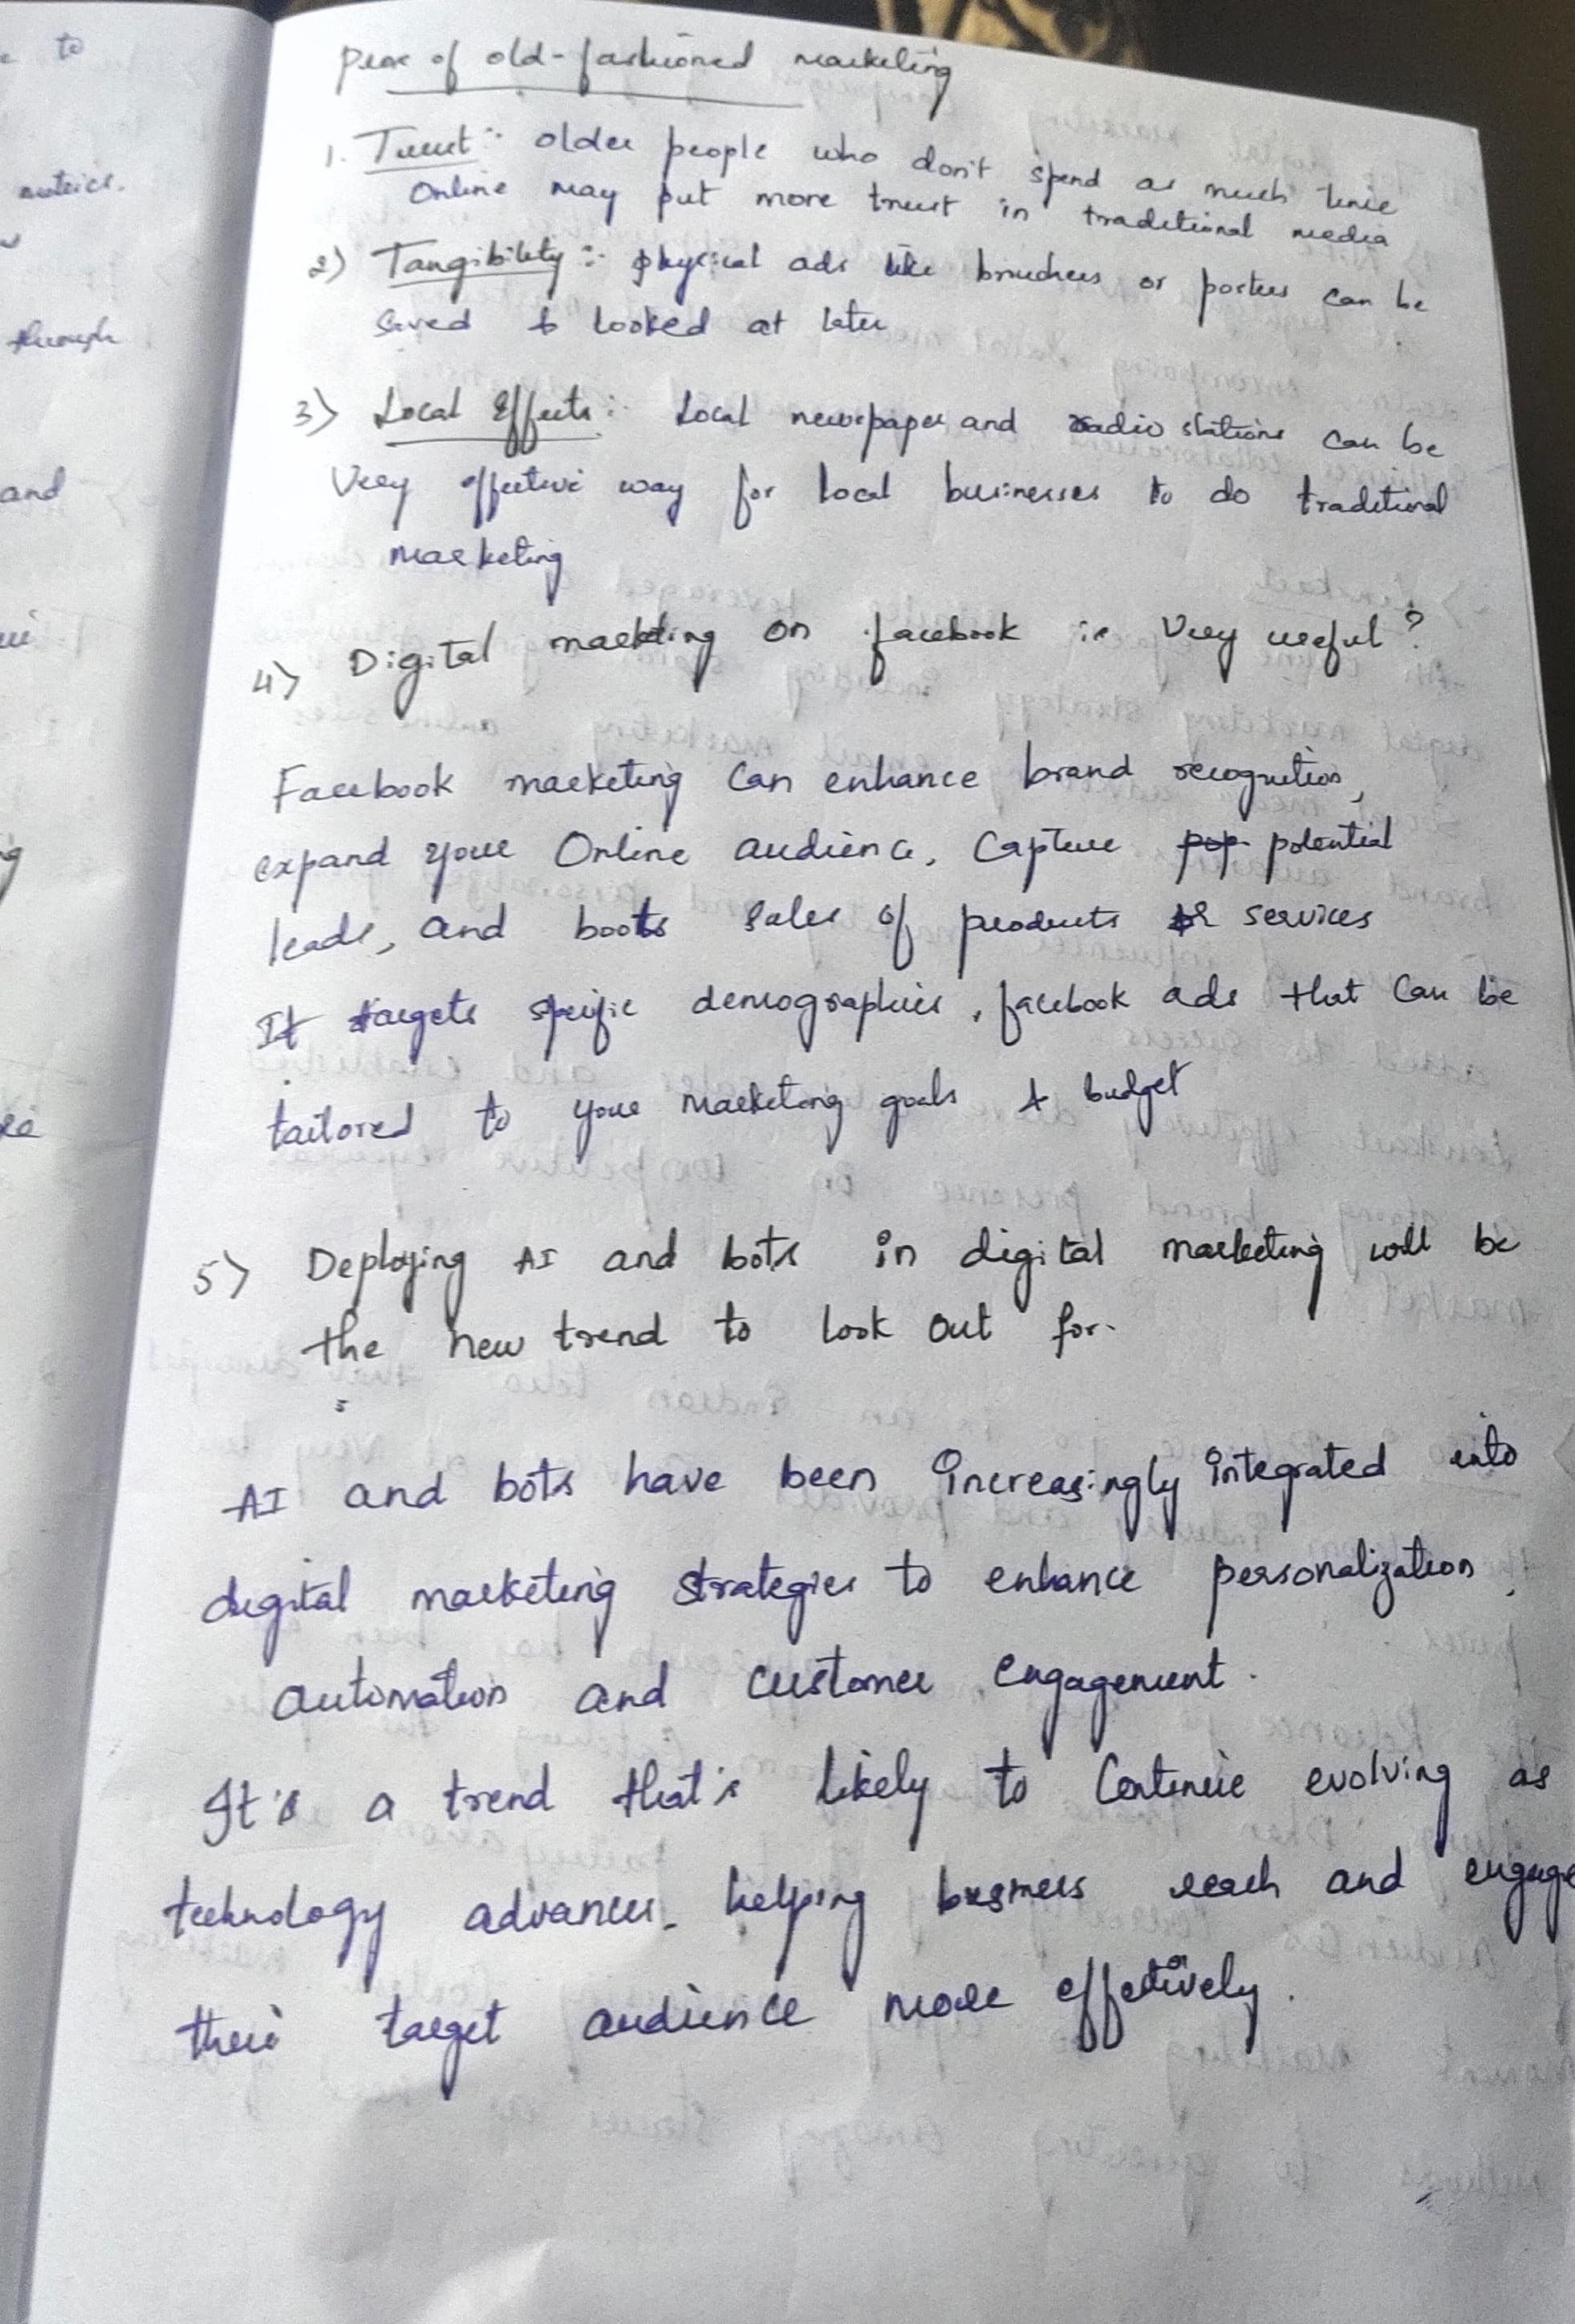 to
metrics.
through
and
Pros of old-fashioned marketing
1. Trust :- older people who don't spend as much time
Online may put more trust in traditional media
2) Tangibility :- physical ads like brouchers or posters can be
Saved & Looked at later
3) Local Effects :- Local newspaper and radio stations can be
Very effective way for local businesses to do traditional
marketing
4) Digital marketing on facebook is Very useful ?
Facebook marketing Can enhance brand recognition,
expand your Online audience, Capture pop potential
leads, and boots sales of products or services
It targets specific demographics, facebook ads that Can be
tailored to your marketing goals & budget
5) Deploying AI and bots in digital marketing will be
the new trend to look out for.
AI and bots have been increasingly integrated into
digital marketing strategies to enhance personalization,
automation and customer engagement.
It's a trend that's likely to Continue evolving as
technology advances, helping business reach and engage
their target audience more effectively.